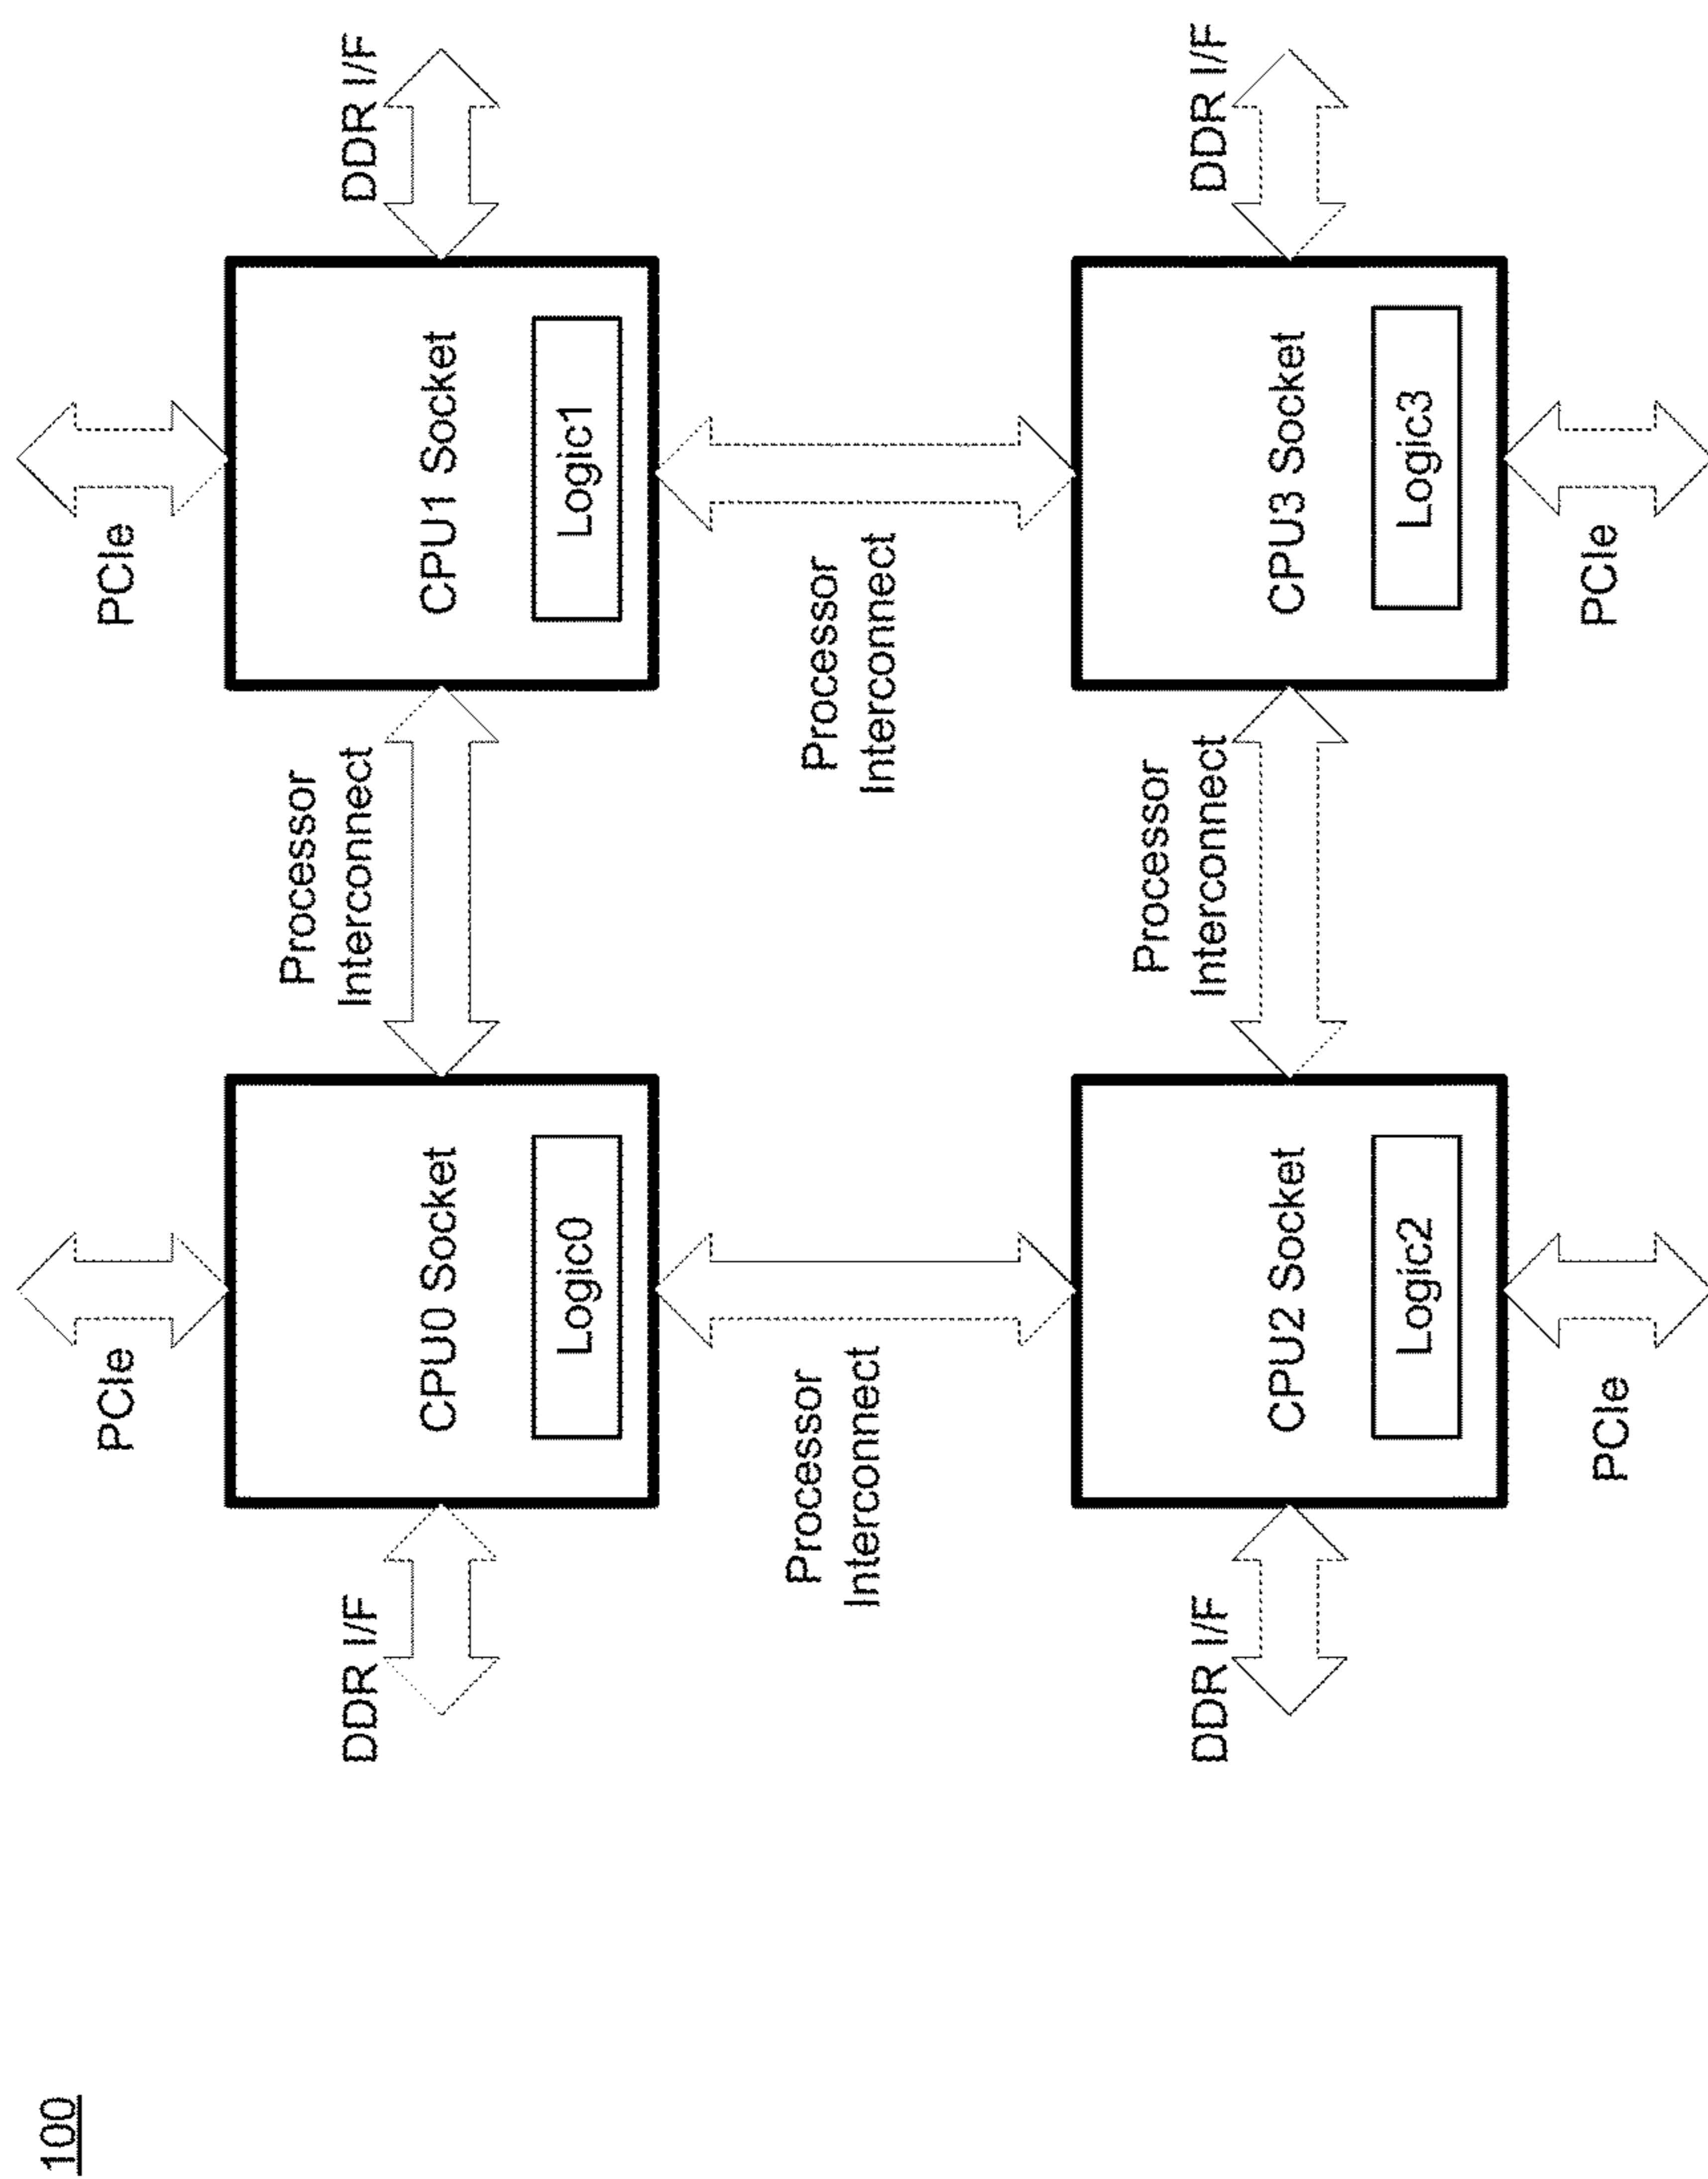 100
PCIe
PCIe
Processor
Interconnect
DDR I/F
DDR I/F
CPU0 Socket
CPU1 Socket
Logic0
Logic1
Processor
Interconnect
Processor
Interconnect
Processor
Interconnect
DDR I/F
DDR I/F
CPU2 Socket
CPU3 Socket
Logic2
Logic3
PCIe
PCIe